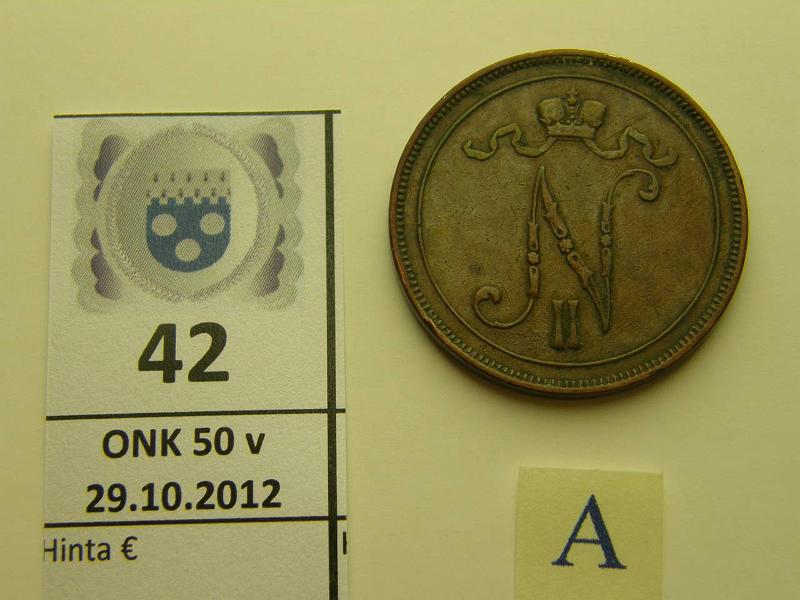 42
ONK 50 v
29.10.2012
Hinta €
N
II
A